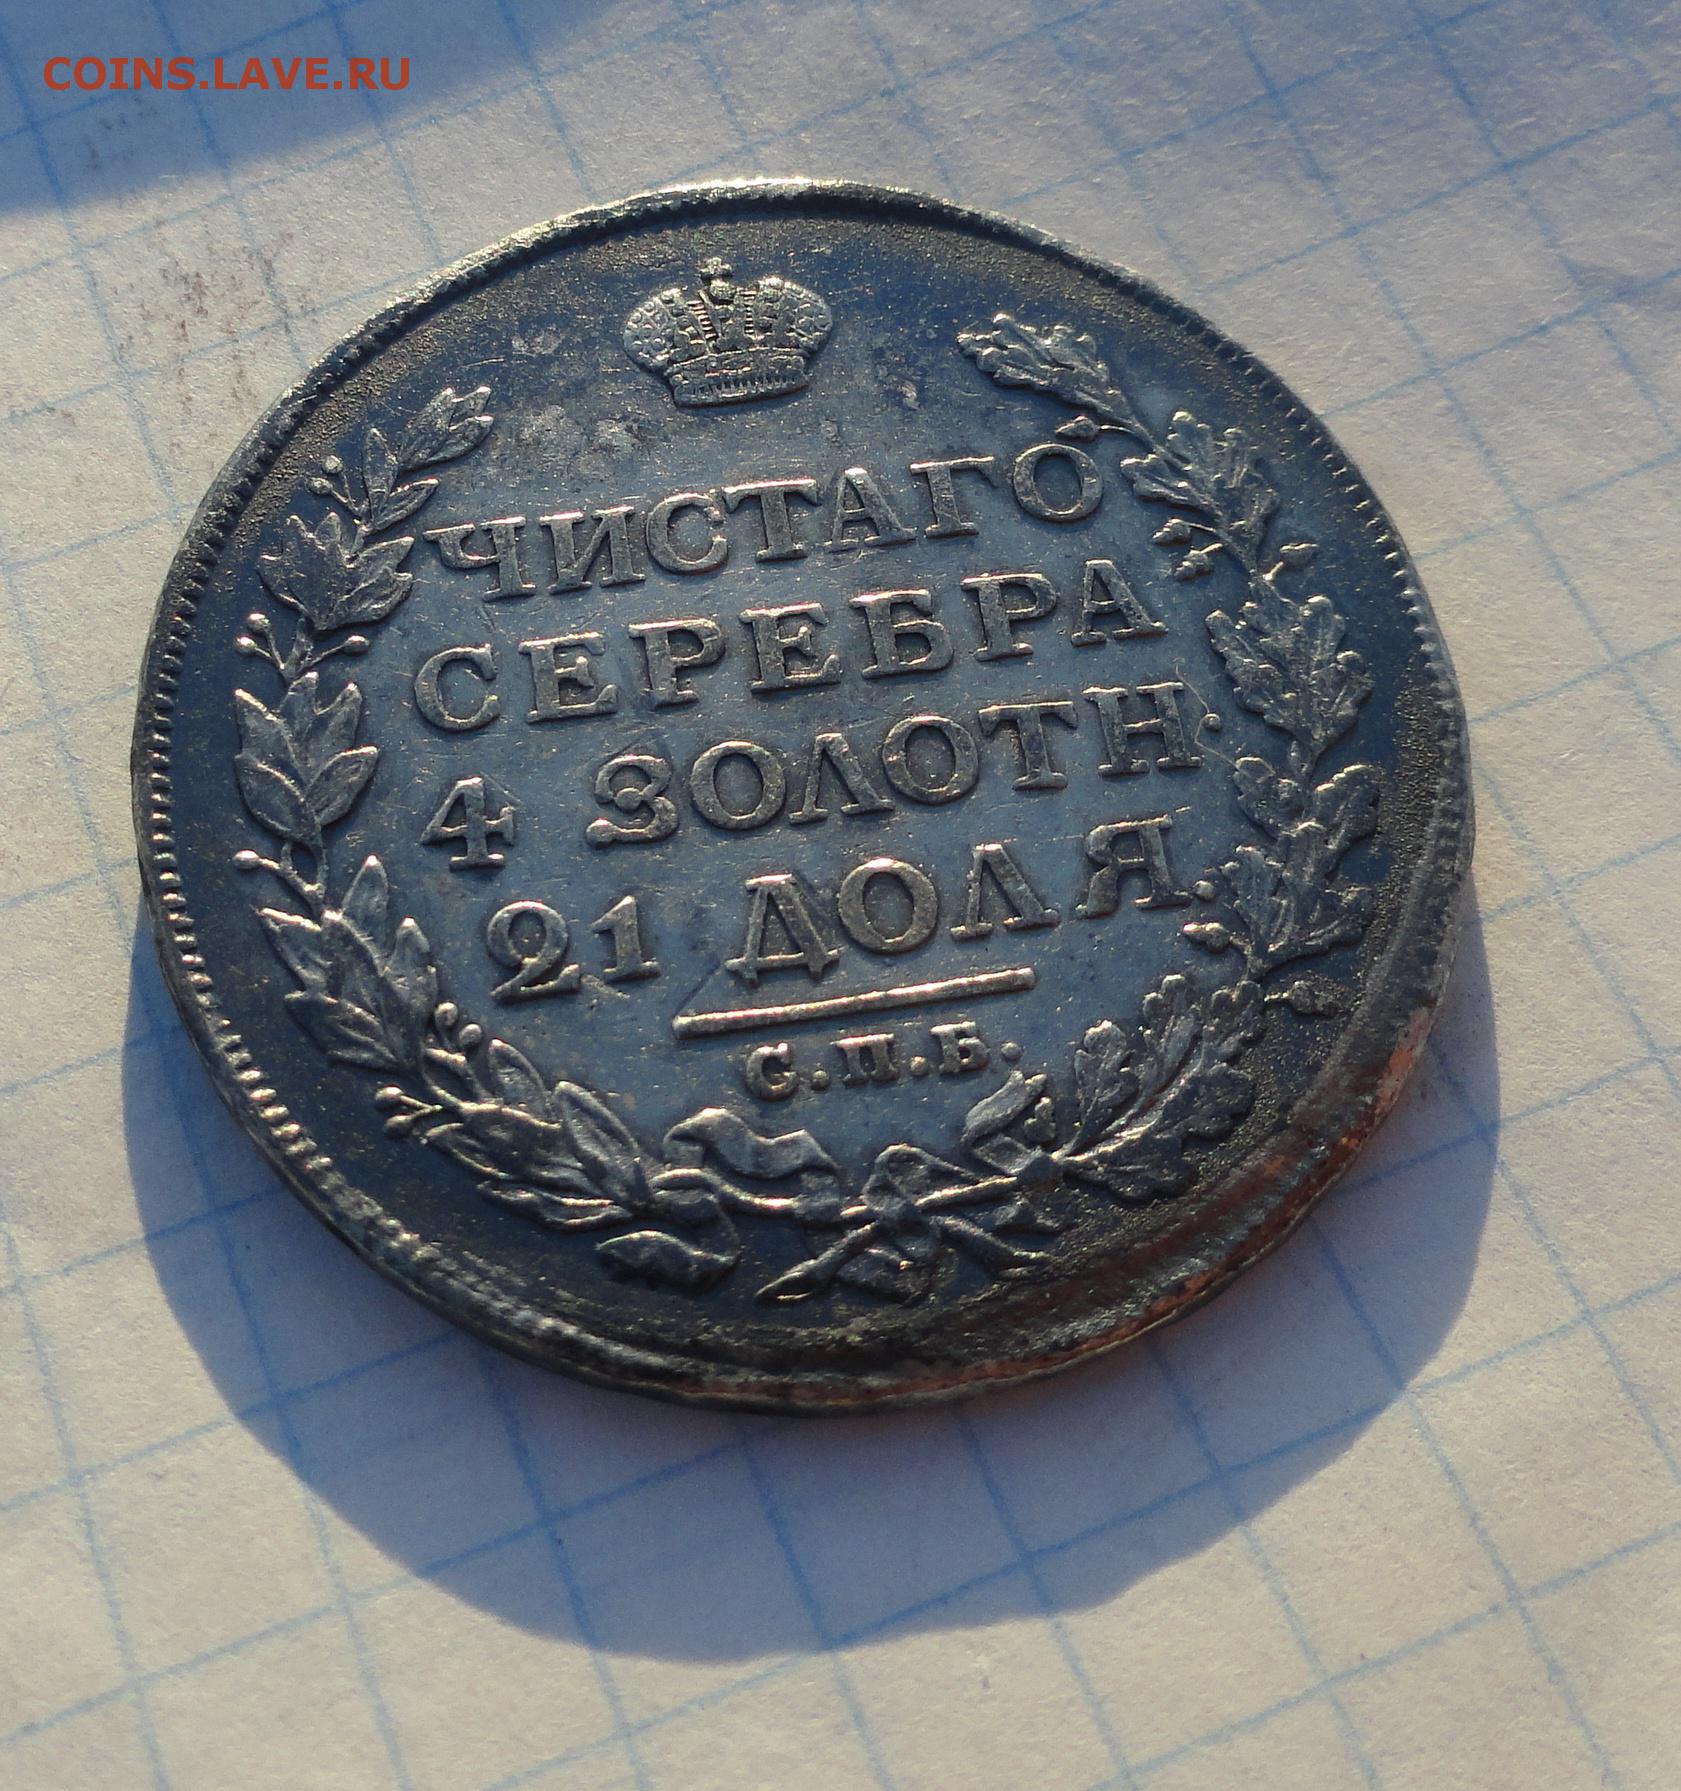 COINS.LAVE.RU
ЧИСТАГО
СЕРЕБРА
4 ЗОЛОТН.
21 ДОЛЯ.
С.П.Б.